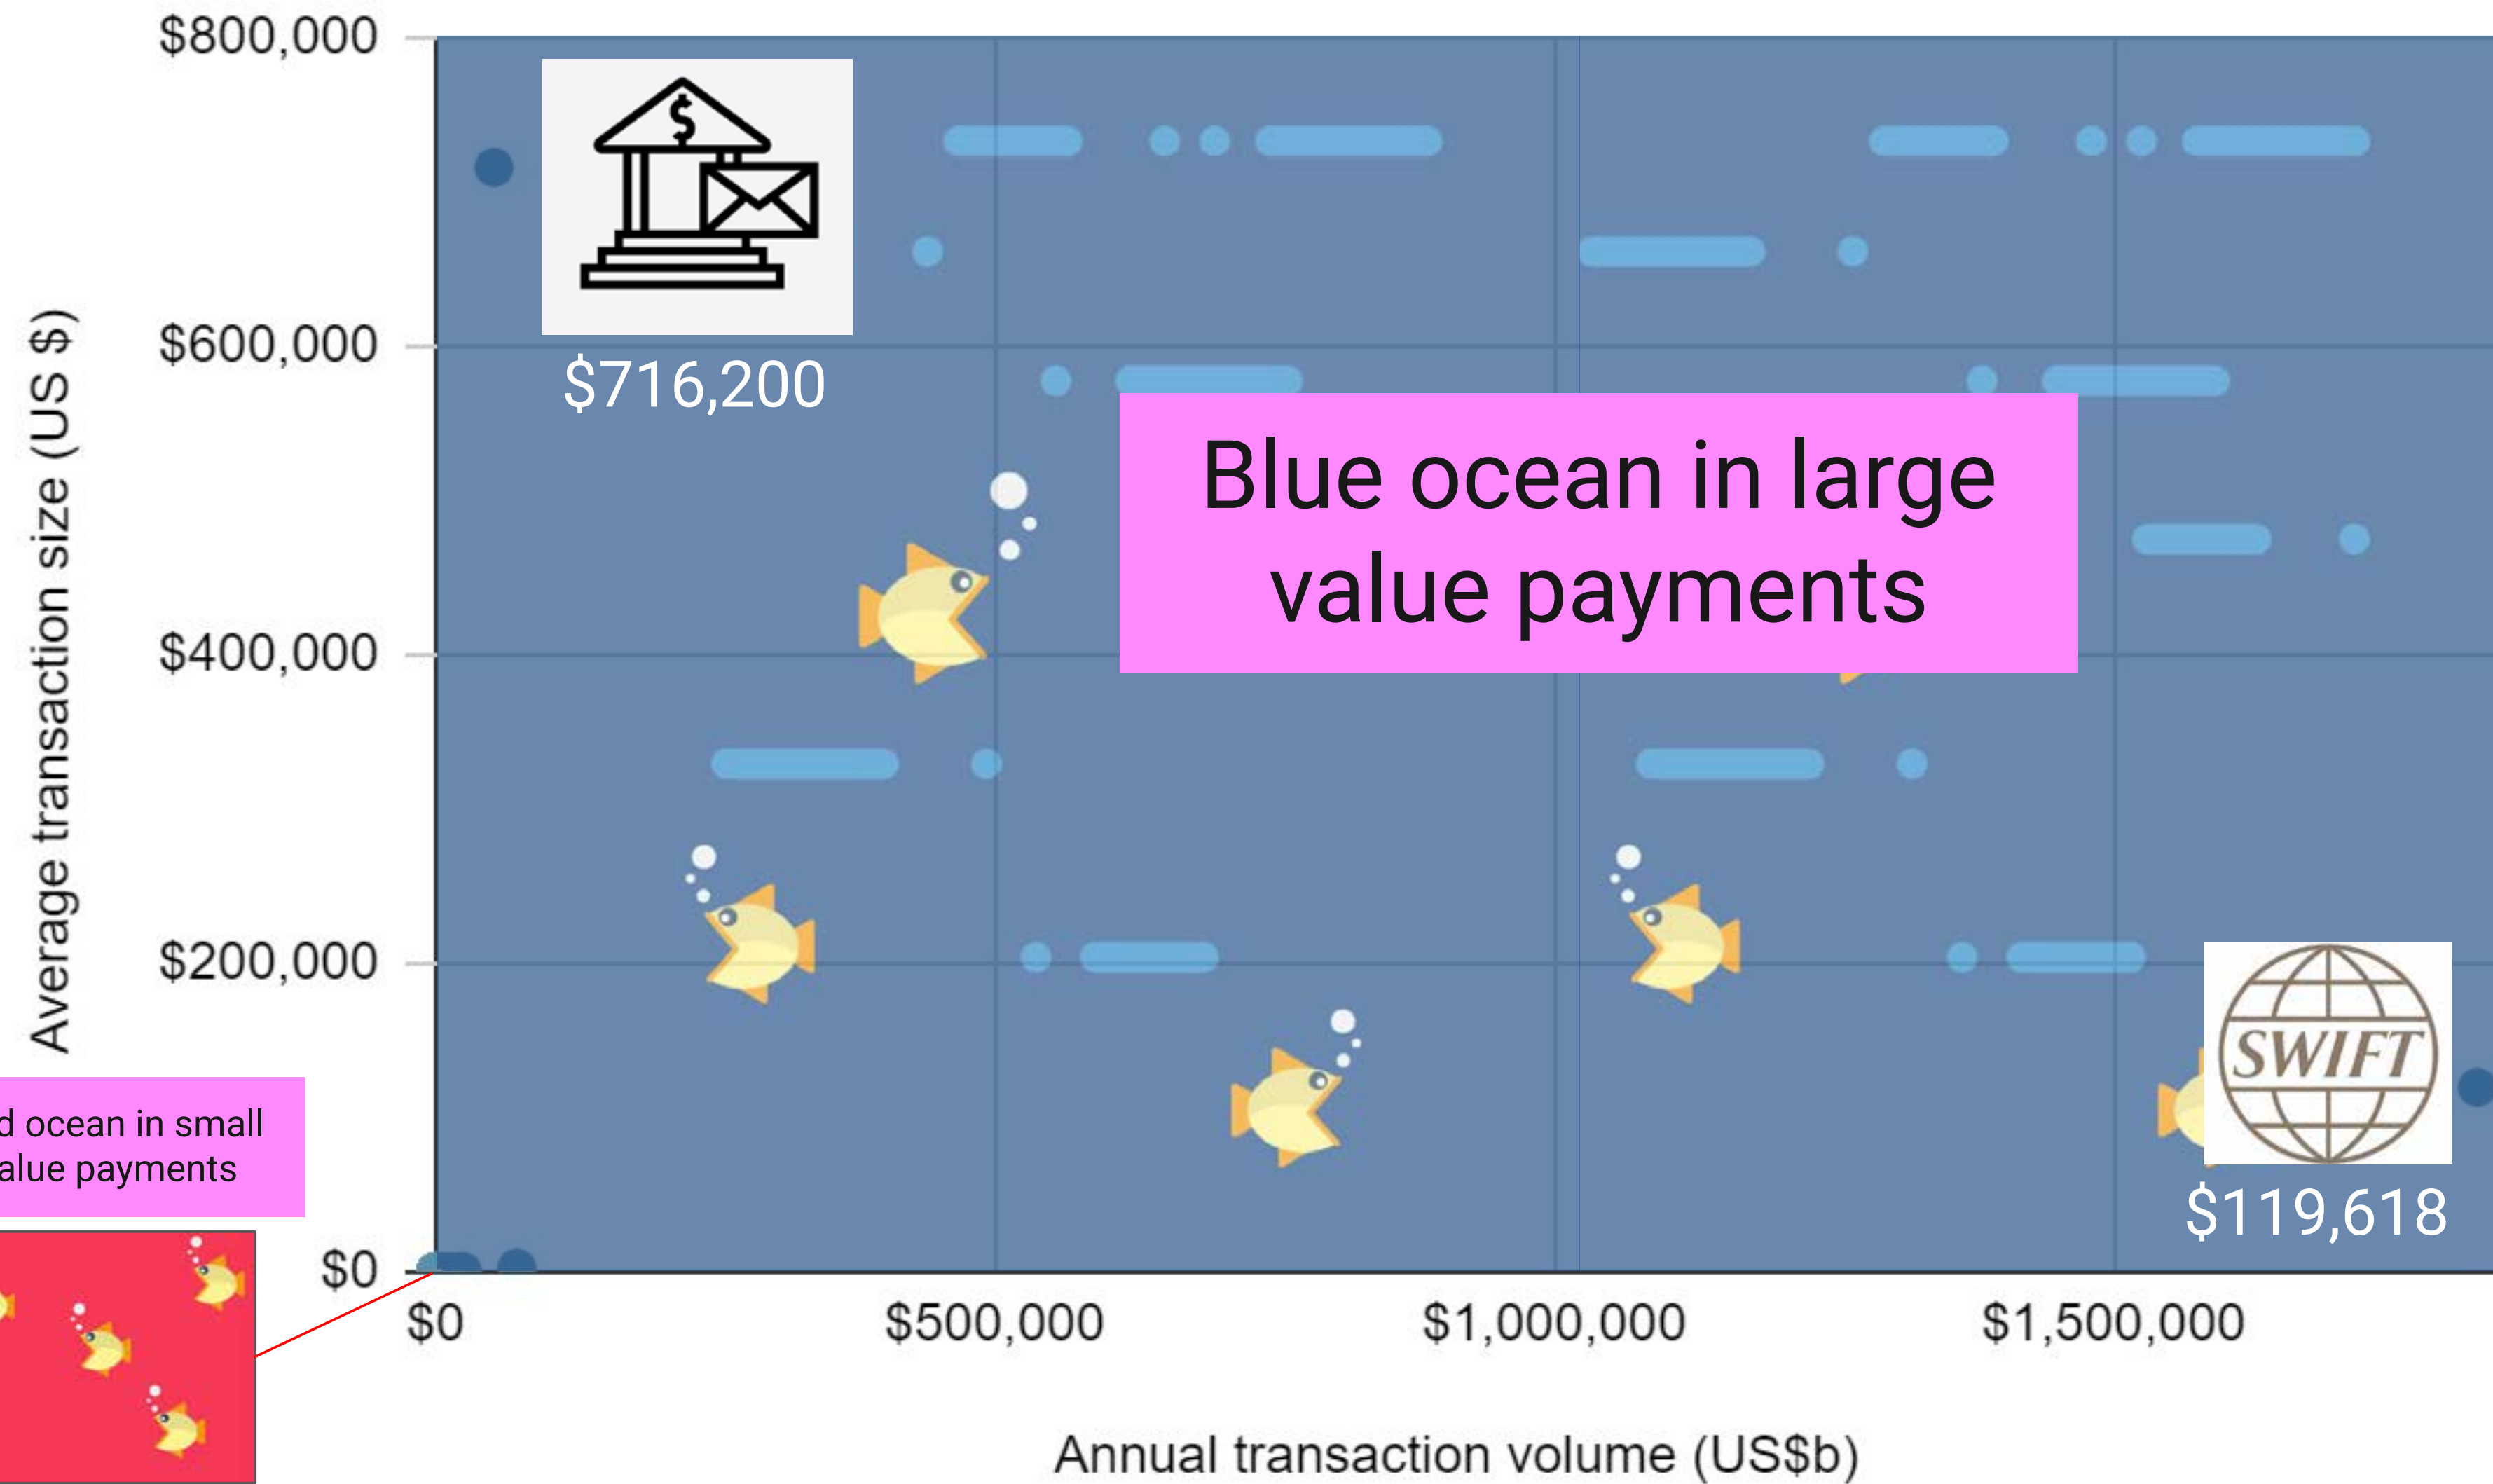 $800,000
$600,000
$400,000
$200,000
$0
Average transaction size (US $)
$
$716,200
Blue ocean in large
value payments
SWIFT
$119,618
ocean in small
payments
$0
$500,000
$1,000,000
$1,500,000
Annual transaction volume (US$b)